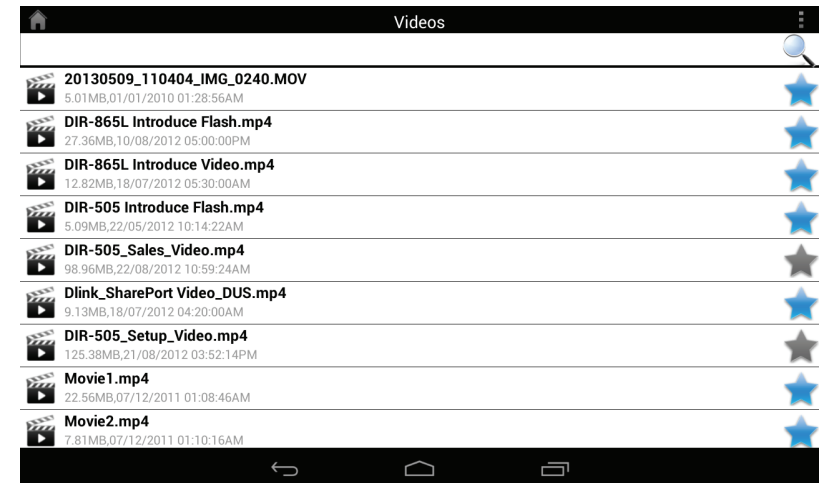 Videos
20130509_110404_IMG_0240.MOV
5.01MB,01/01/2010 01:28:56AM
DIR-865L Introduce Flash.mp4
27.36MB,10/08/2012 05:00:00PM
DIR-865L Introduce Video.mp4
12.82MB,18/07/2012 05:30:00AM
DIR-505 Introduce Flash.mp4
5.09MB,22/05/2012 10:14:22AM
DIR-505_Sales_Video.mp4
98.96MB,22/08/2012 10:59:24AM
Dlink_SharePort Video_DUS.mp4
9.13MB,18/07/2012 04:20:00AM
DIR-505_Setup_Video.mp4
125.38MB,21/08/2012 03:52:14PM
Movie1.mp4
22.56MB,07/12/2011 01:08:46AM
Movie2.mp4
7.81MB,07/12/2011 01:10:16AM